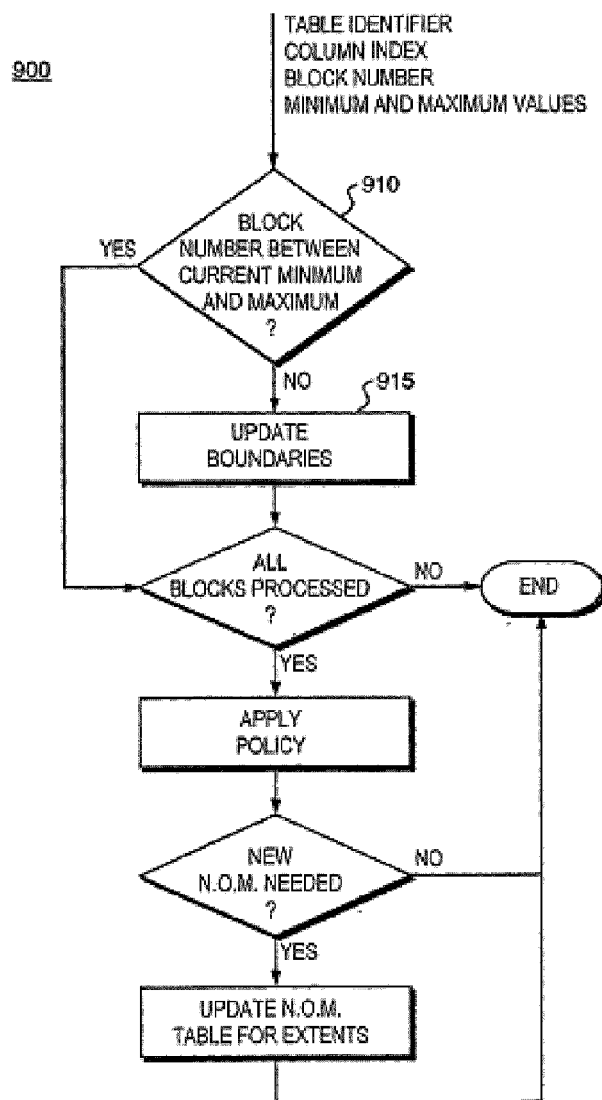 900
TABLE IDENTIFIER
COLUMN INDEX
BLOCK NUMBER
MINIMUM AND MAXIMUM VALUES
910
BLOCK
NUMBER BETWEEN
CURRENT MINIMUM
AND MAXIMUM
?
YES
NO
915
UPDATE
BOUNDARIES
ALL
BLOCKS PROCESSED
?
NO
END
YES
APPLY
POLICY
NEW
N.O.M. NEEDED
?
NO
YES
UPDATE N.O.M.
TABLE FOR EXTENTS